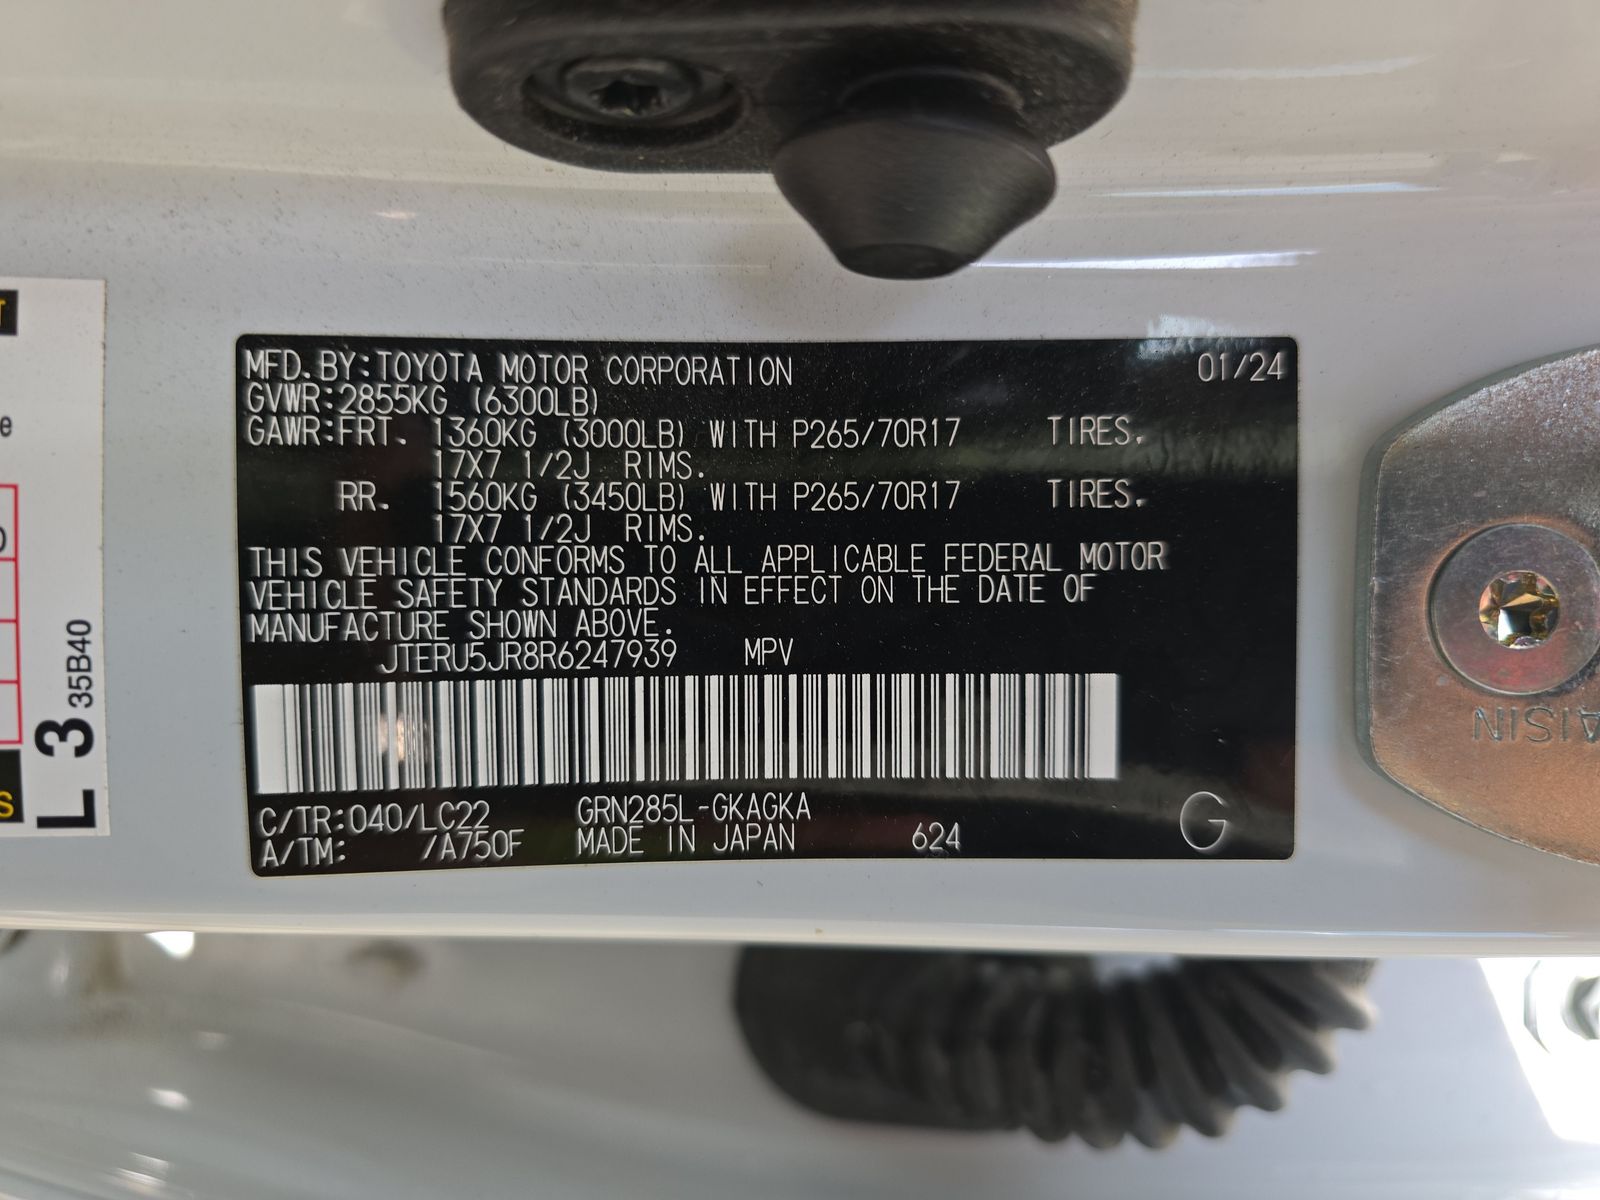 MFD. BY:TOYOTA MOTOR CORPORATION 01/24
GVWR:2855KG (6300LB)
GAWR:FRT. 1360KG (3000LB) WITH P265/70R17 TIRES.
17X7 1/2J RIMS.
RR. 1560KG (3450LB) WITH P265/70R17 TIRES.
17X7 1/2J RIMS.
THIS VEHICLE CONFORMS TO ALL APPLICABLE FEDERAL MOTOR
VEHICLE SAFETY STANDARDS IN EFFECT ON THE DATE OF
MANUFACTURE SHOWN ABOVE.
JTERU5JR8R6247939 MPV
C/TR:040/LC22 GRN285L-GKAGKA
A/TM: /A750F MADE IN JAPAN 624 G
L 3 35B40
AISIN